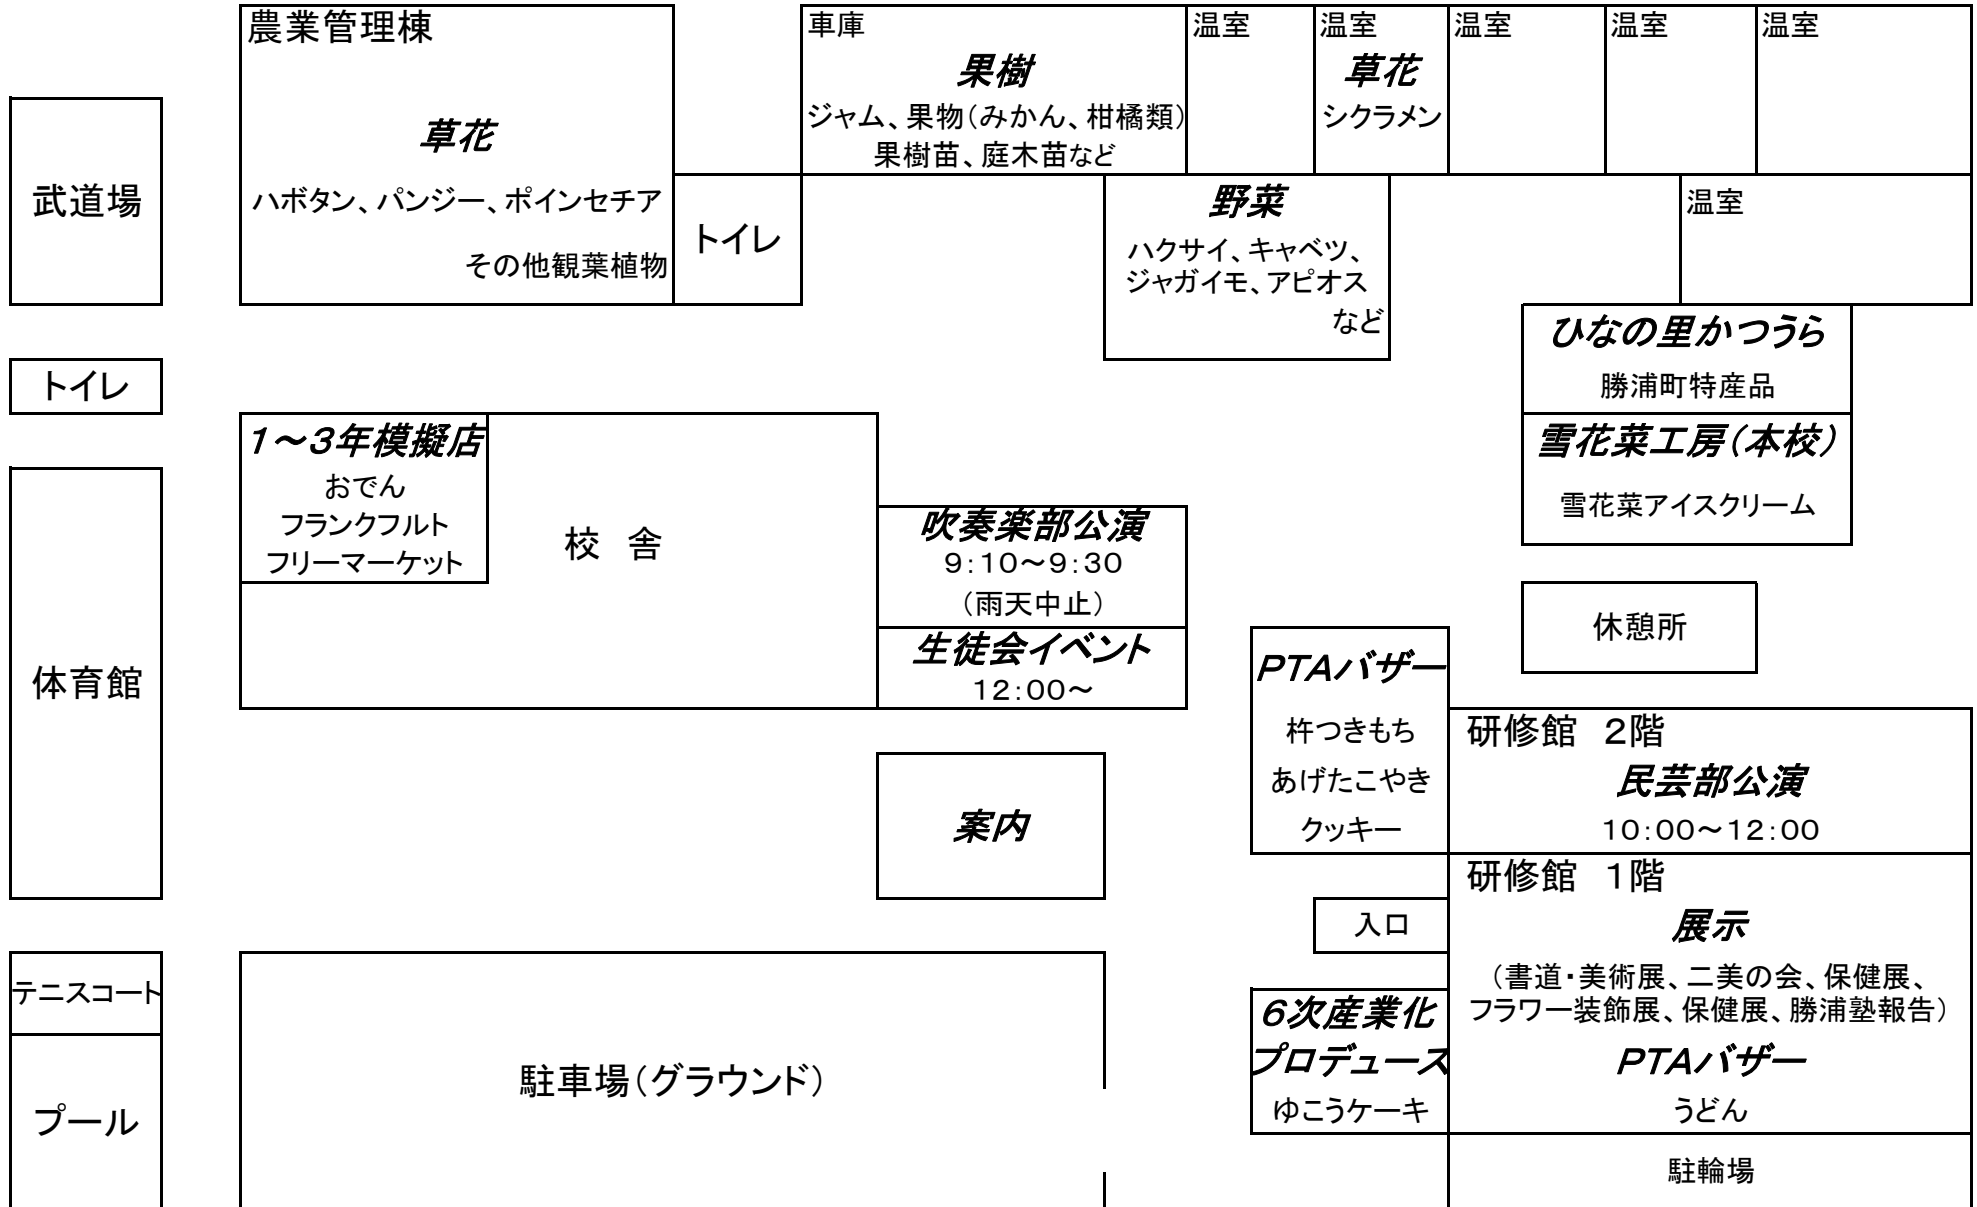 農業管理棟
草花
ハボタン、パンジー、ポインセチア
その他観葉植物
トイレ
車庫
果樹
ジャム、果物（みかん、柑橘類）
果樹苗、庭木苗など
温室
温室
草花
シクラメン
温室
温室
温室
温室
野菜
ハクサイ、キャベツ、
ジャガイモ、アピオス
など
武道場
トイレ
体育館
テニスコート
プール
1～3年模擬店
おでん
フランクフルト
フリーマーケット
校　舎
吹奏楽部公演
9：10～9：30
（雨天中止）
生徒会イベント
12：00～
案内
駐車場（グラウンド）
ひなの里かつうら
勝浦町特産品
雪花菜工房（本校）
雪花菜アイスクリーム
休憩所
PTAバザー
杵つきもち
あげたこやき
クッキー
研修館　2階
民芸部公演
10：00～12：00
研修館　1階
展示
（書道・美術展、二美の会、保健展、
フラワー装飾展、保健展、勝浦塾報告）
PTAバザー
うどん
入口
6次産業化
プロデュース
ゆこうケーキ
駐輪場